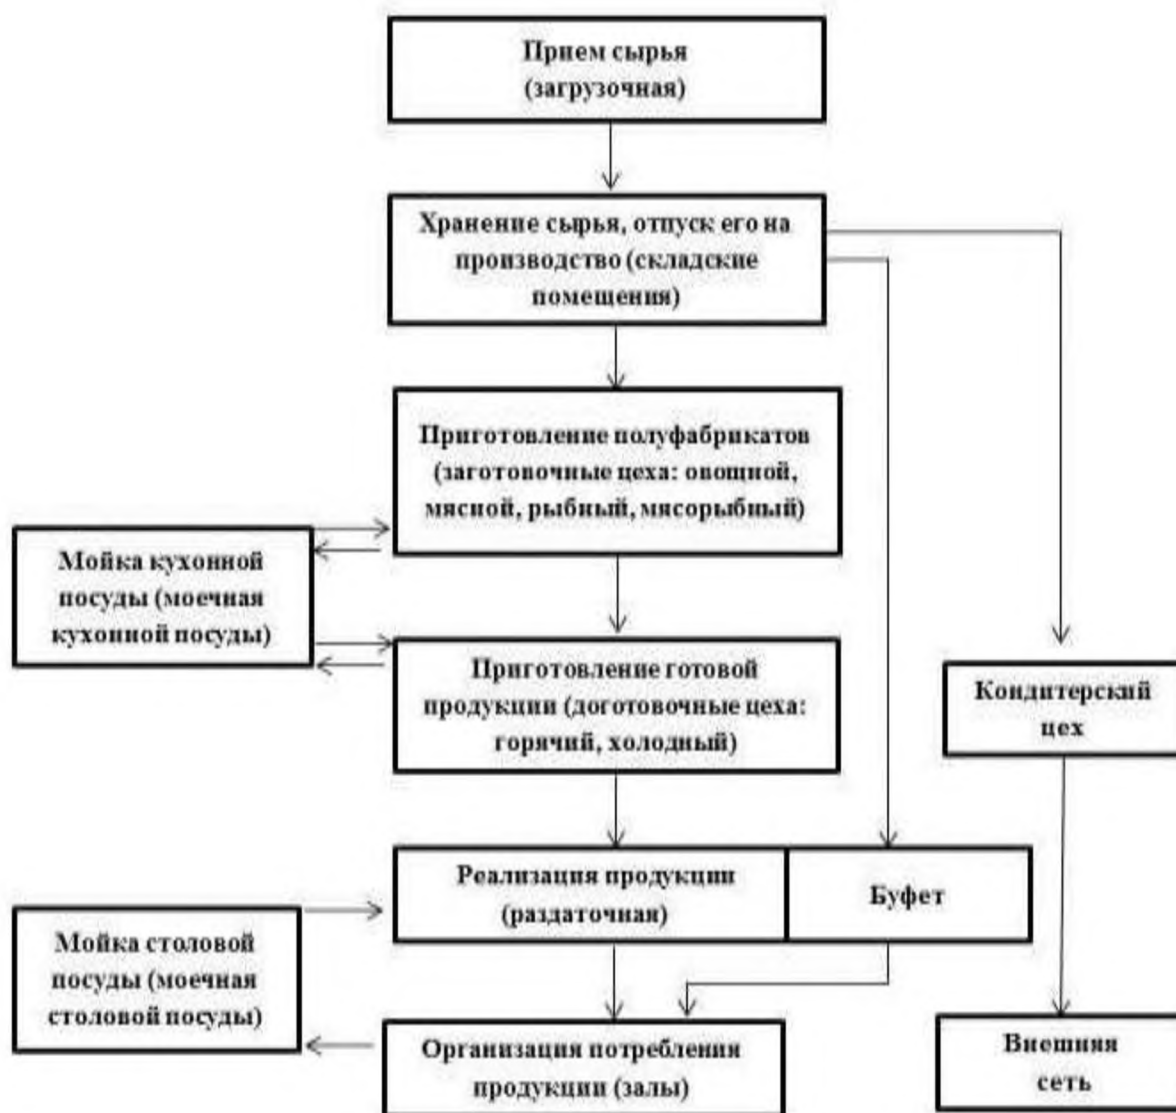 Прием сырья
(загрузочная)
Хранение сырья, отпуск его на
производство (складские
помещения)
Приготовление полуфабрикатов
(заготовочные цеха: овощной,
мясной, рыбный, мясорыбный)
Мойка кухонной
посуды (моечная
кухонной посуды)
Приготовление готовой
продукции (доготовочные цеха:
горячий, холодный)
Кондитерский
цех
Реализация продукции
(раздаточная)
Буфет
Мойка столовой
посуды (моечная
столовой посуды)
Организация потребления
продукции (залы)
Внешняя
сеть